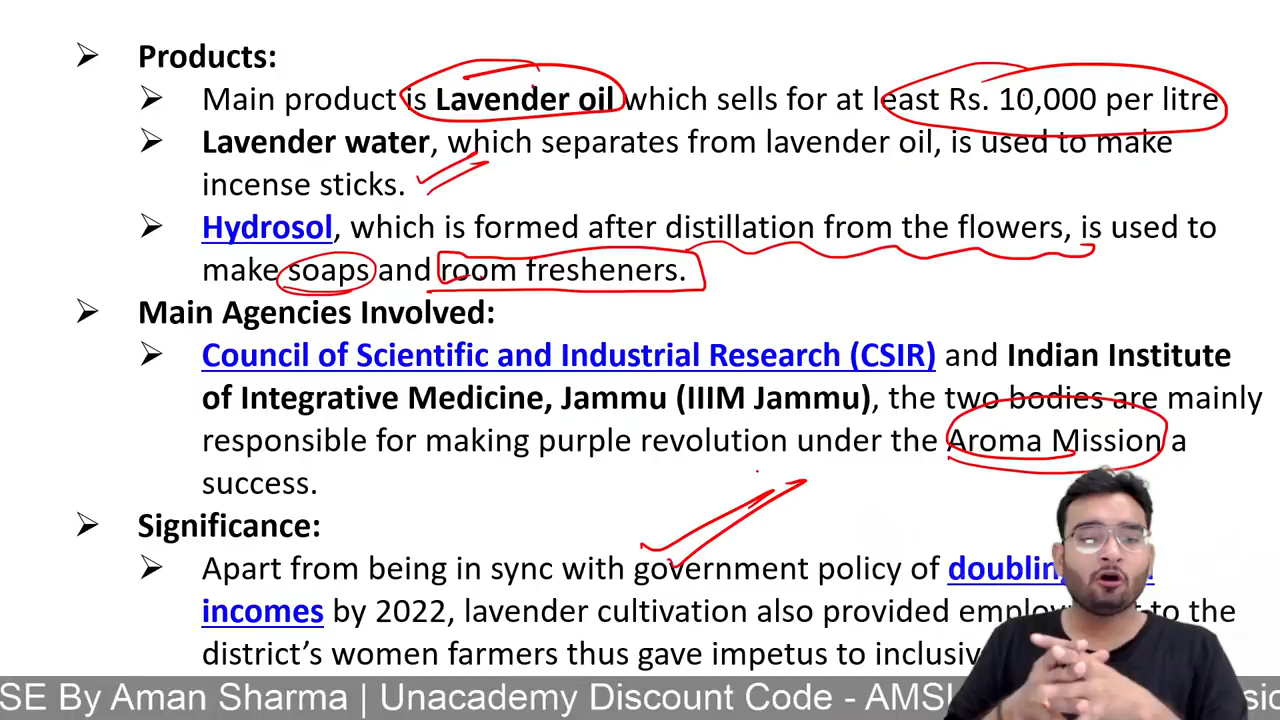 Products:
Main product is Lavender oil which sells for at least Rs. 10,000 per litre
Lavender water, which separates from lavender oil, is used to make
incense sticks.
Hydrosol, which is formed after distillation from the flowers, is used to
make soaps and room fresheners.
Main Agencies Involved:
Council of Scientific and Industrial Research (CSIR) and Indian Institute
of Integrative Medicine, Jammu (IIIM Jammu), the two bodies are mainly
responsible for making purple revolution under the Aroma Mission a
success.
Significance:
Apart from being in sync with government policy of
incomes by 2022, lavender cultivation also provided to the
district’s women farmers thus gave impetus to
SE By Aman Sharma | Unacademy Discount Code -